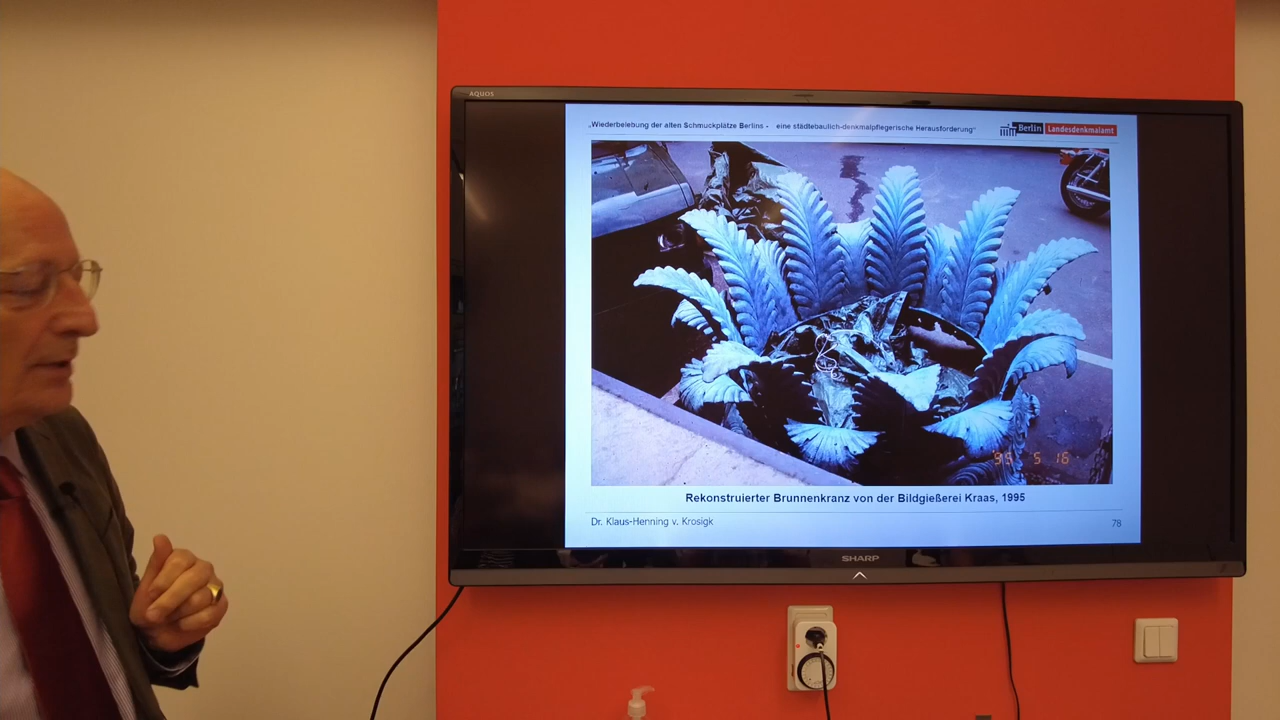 AQUOS
„Wiederbelebung der alten Schmuckplätze Berlins - eine städtebaulich-denkmalpflegerische Herausforderung"
Berlin Landesdenkmalamt
95 5 16
Rekonstruierter Brunnenkranz von der Bildgießerei Kraas, 1995
Dr. Klaus-Henning v. Krosigk
78
SHARP